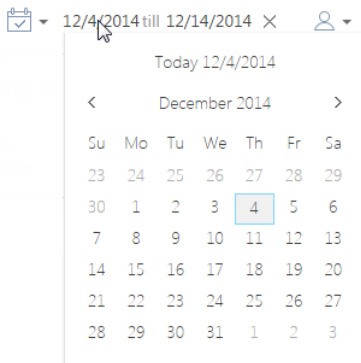 12/4/2014 till 12/14/2014
Today 12/4/2014
December 2014
Su Mo Tu We Th Fr Sa
23 24 25 26 27 28 29
30 1 2 3 4 5 6
7 8 9 10 11 12 13
14 15 16 17 18 19 20
21 22 23 24 25 26 27
28 29 30 31 1 2 3